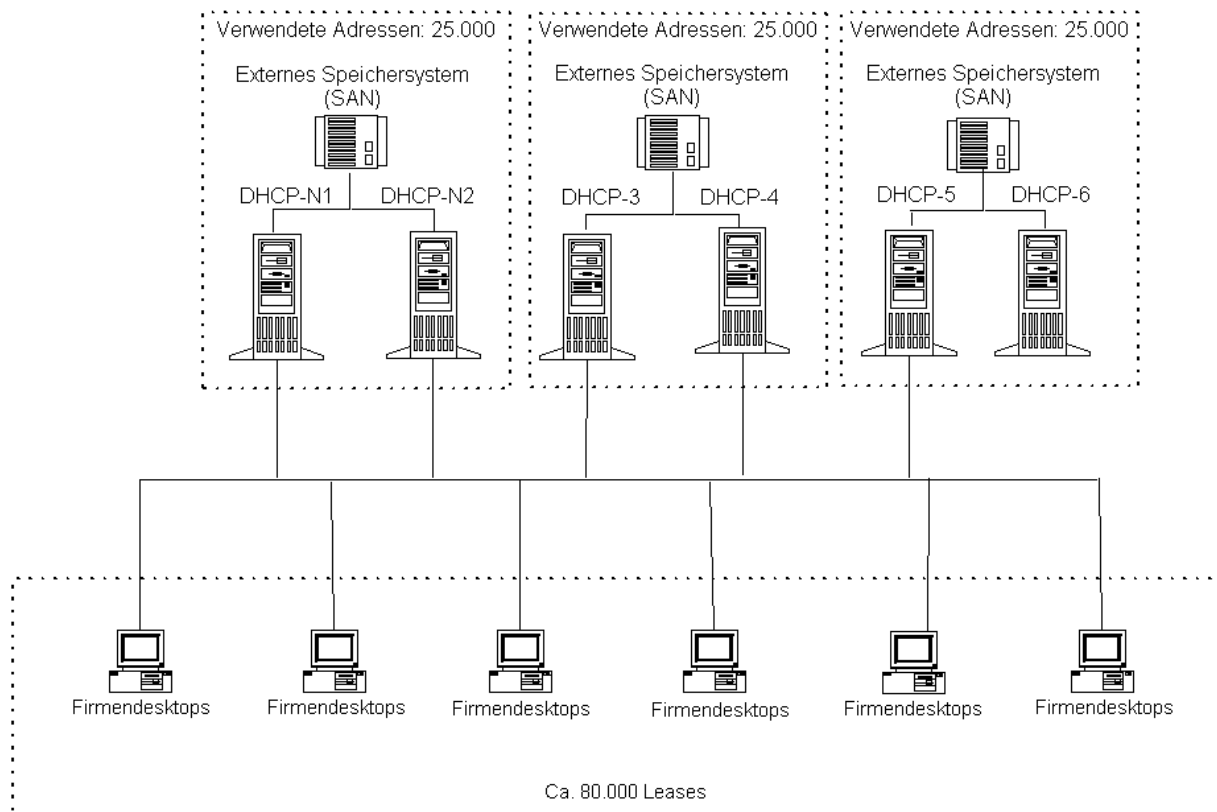 Verwendete Adressen: 25.000
Externes Speichersystem
(SAN)
DHCP-N1
DHCP-N2
Verwendete Adressen: 25.000
Externes Speichersystem
(SAN)
DHCP-3
DHCP-4
Verwendete Adressen: 25.000
Externes Speichersystem
(SAN)
DHCP-5
DHCP-6
Firmendesktops
Firmendesktops
Firmendesktops
Firmendesktops
Firmendesktops
Firmendesktops
Ca. 80.000 Leases